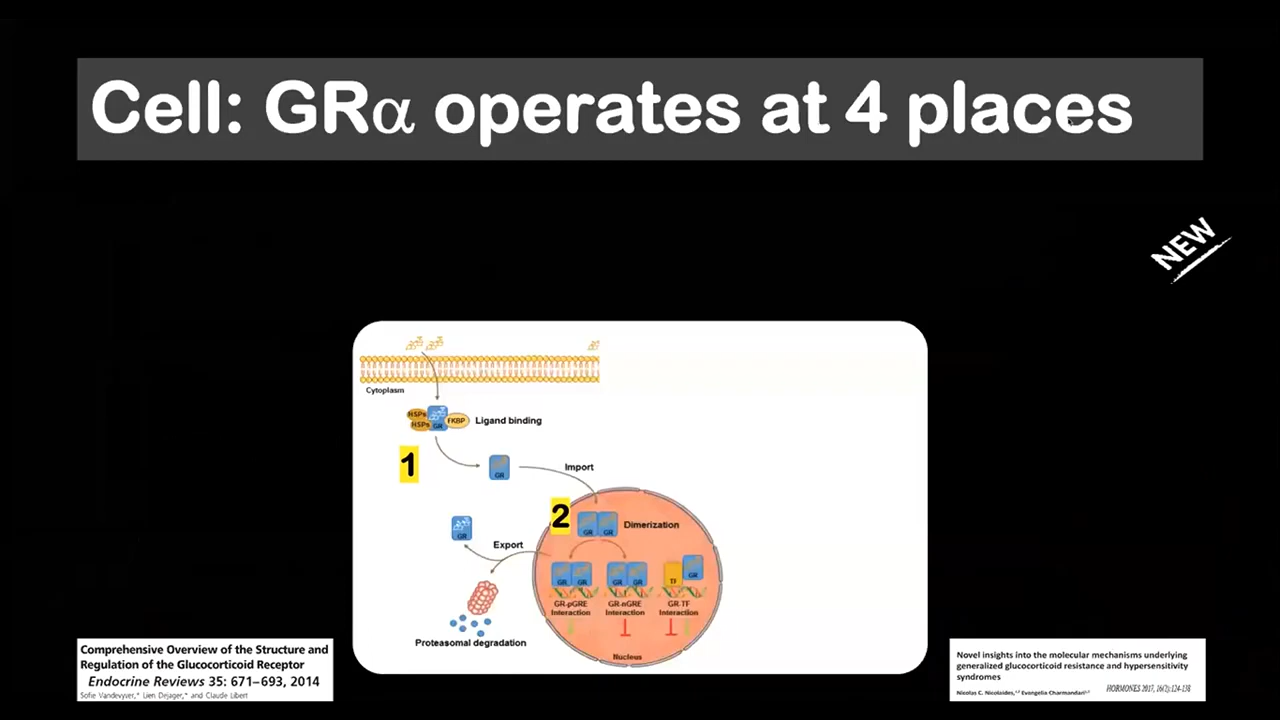 Cell: GRα operates at 4 places
NEW
Cytoplasm
HSPs
HSPs
GR
FKBP
Ligand binding
1
GR
Import
2
GR GR
Dimerization
GR
Export
GR GR
GR GR
TF
GR
GR-pGRE
Interaction
GR-nGRE
Interaction
GR-TF
Interaction
Proteasomal degradation
Nucleus
Comprehensive Overview of the Structure and
Regulation of the Glucocorticoid Receptor
Endocrine Reviews 35: 671–693, 2014
Sofie Vandevyver,* Lien Dejager,* and Claude Libert
Novel insights into the molecular mechanisms underlying
generalized glucocorticoid resistance and hypersensitivity
syndromes
Nicolas C. Nicolaides,1,2 Evangelia Charmandari1,2
HORMONES 2017, 16(2):124-138